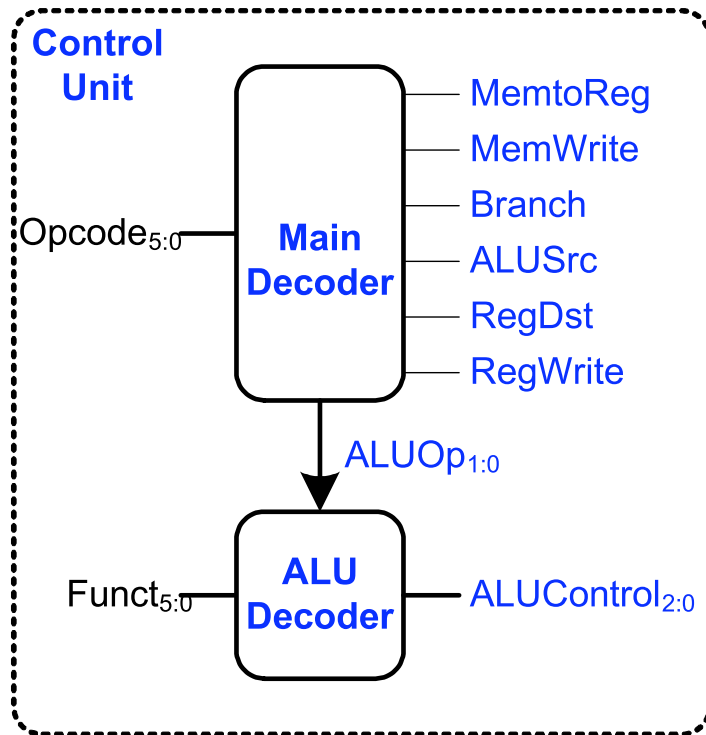 Control
Unit
MemtoReg
MemWrite
Branch
Opcode5:0
Main
Decoder
ALUSrc
RegDst
RegWrite
ALUOp1:0
ALU
Decoder
Funct5:0
ALUControl2:0